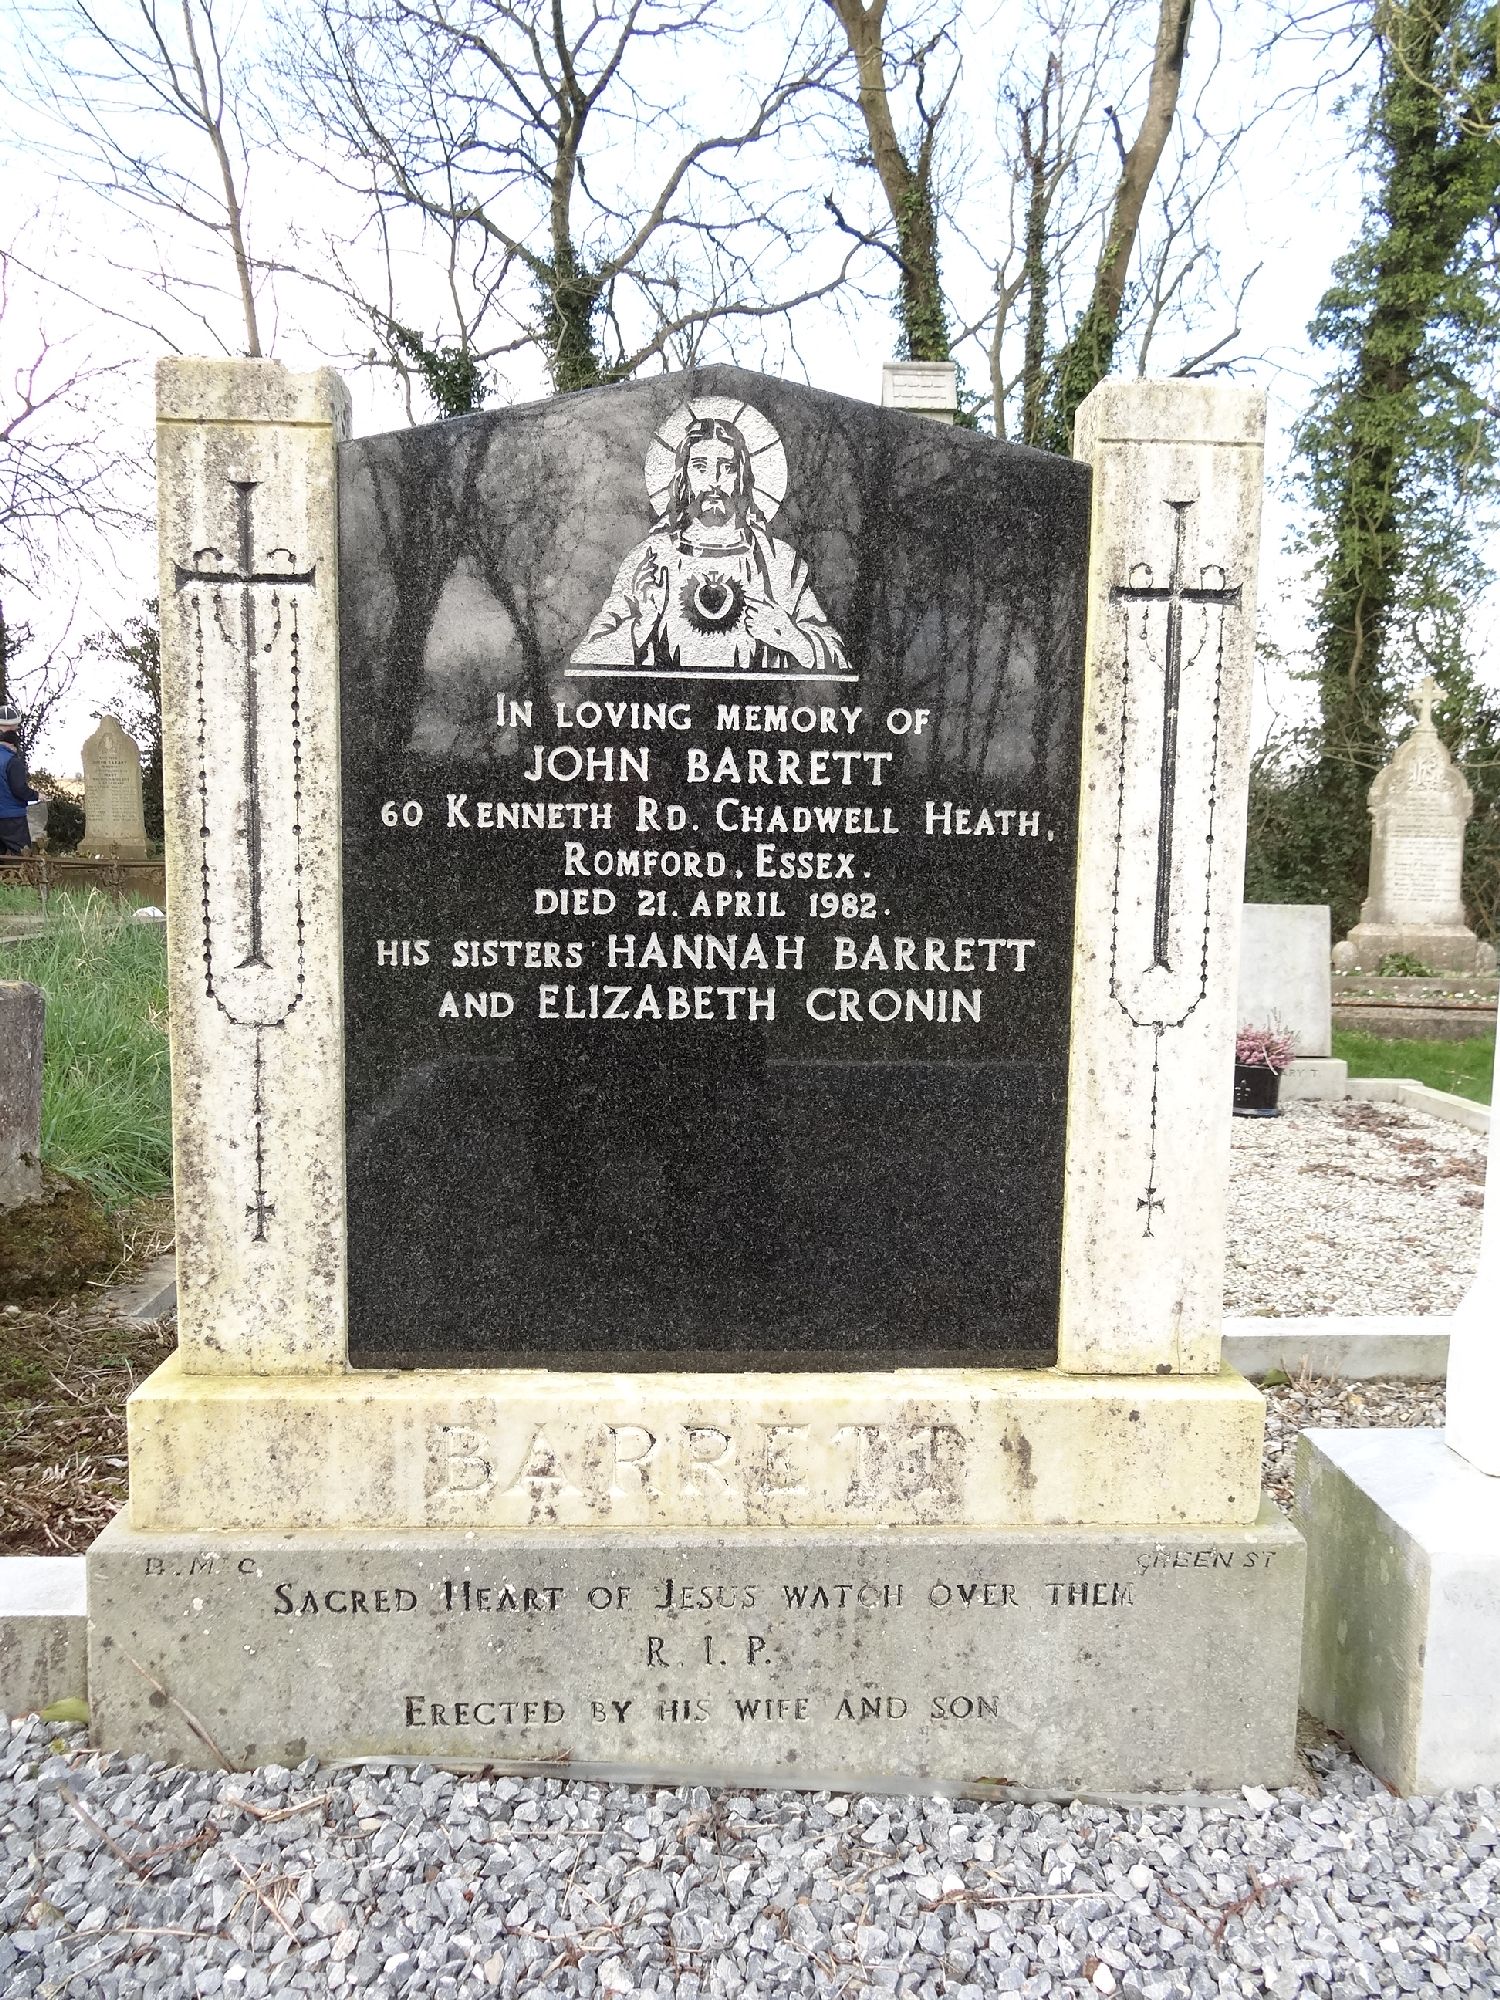 IN LOVING MEMORY OF
JOHN BARRETT
60 KENNETH RD. CHADWELL HEATH,
ROMFORD, ESSEX.
DIED 21. APRIL 1982.
HIS SISTERS HANNAH BARRETT
AND ELIZABETH CRONIN
BARRETT
B. McC GREEN ST
SACRED HEART OF JESUS WATCH OVER THEM
R. I. P.
ERECTED BY HIS WIFE AND SON